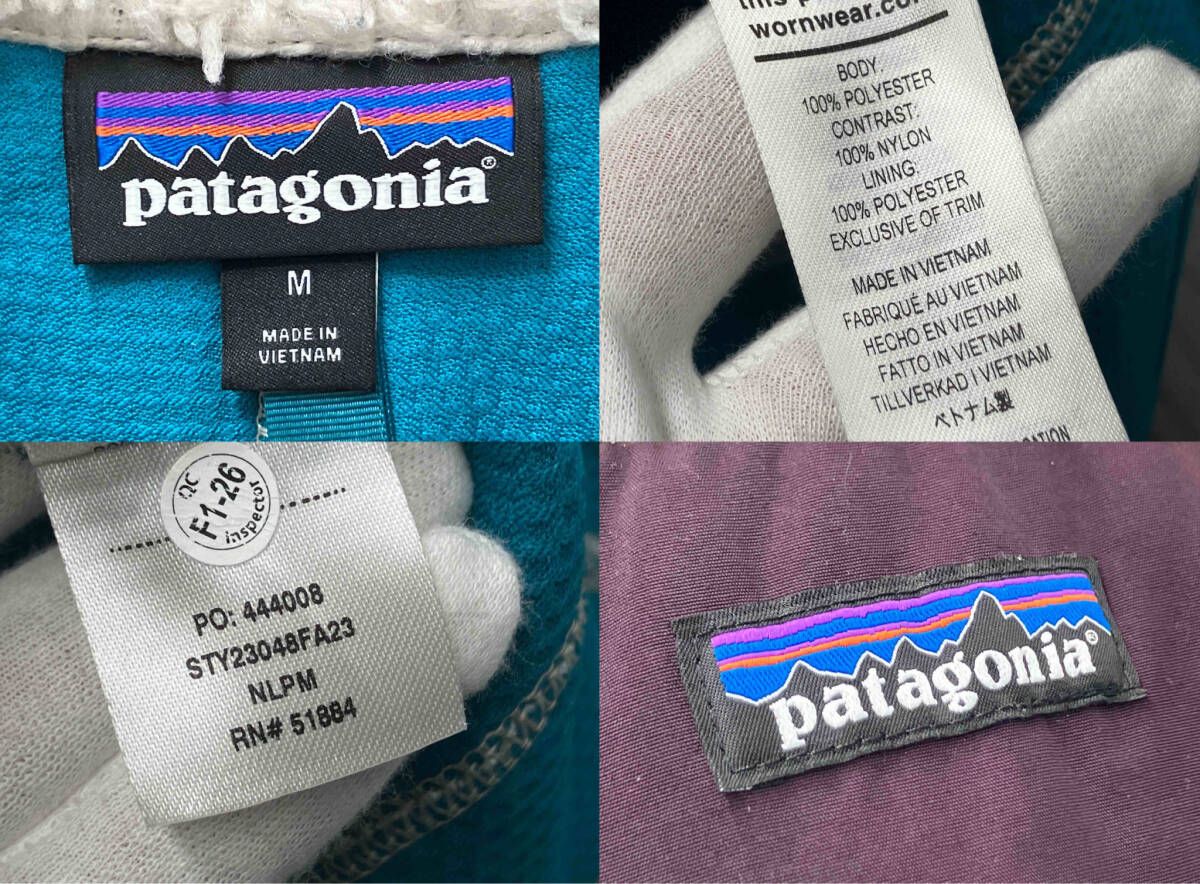 patagonia®
M
MADE IN
VIETNAM
wornwear.co
BODY:
100% POLYESTER
CONTRAST:
100% NYLON
LINING:
100% POLYESTER
EXCLUSIVE OF TRIM
MADE IN VIETNAM
FABRIQUÉ AU VIETNAM
HECHO EN VIETNAM
FATTO IN VIETNAM
TILLVERKAD I VIETNAM
ベトナム製
QC
F1-26
inspector
PO: 444008
STY23048FA23
NLPM
RN# 51884
patagonia®